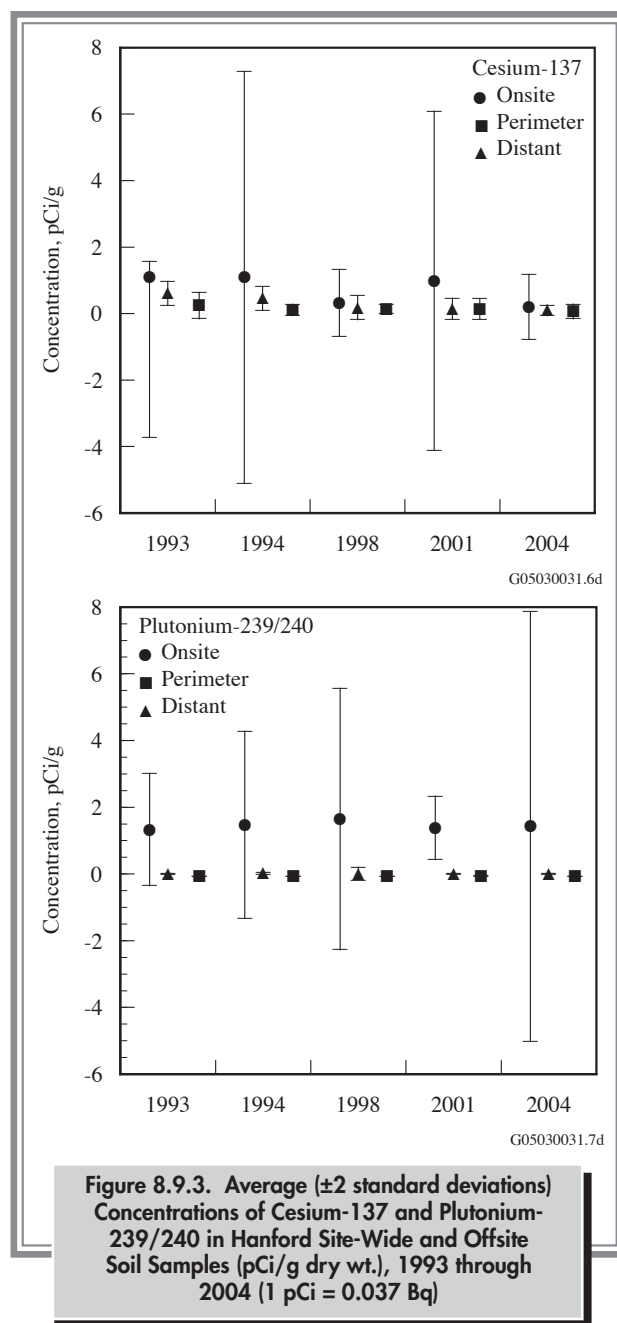 8
6
4
2
0
-2
-4
-6
Concentration, pCi/g
Cesium-137
Onsite
Perimeter
Distant
1993 1994 1998 2001 2004
G05030031.6d
8
6
4
2
0
-2
-4
-6
Concentration, pCi/g
Plutonium-239/240
Onsite
Perimeter
Distant
1993 1994 1998 2001 2004
G05030031.7d
Figure 8.9.3. Average (±2 standard deviations)
Concentrations of Cesium-137 and Plutonium-
239/240 in Hanford Site-Wide and Offsite
Soil Samples (pCi/g dry wt.), 1993 through
2004 (1 pCi = 0.037 Bq)